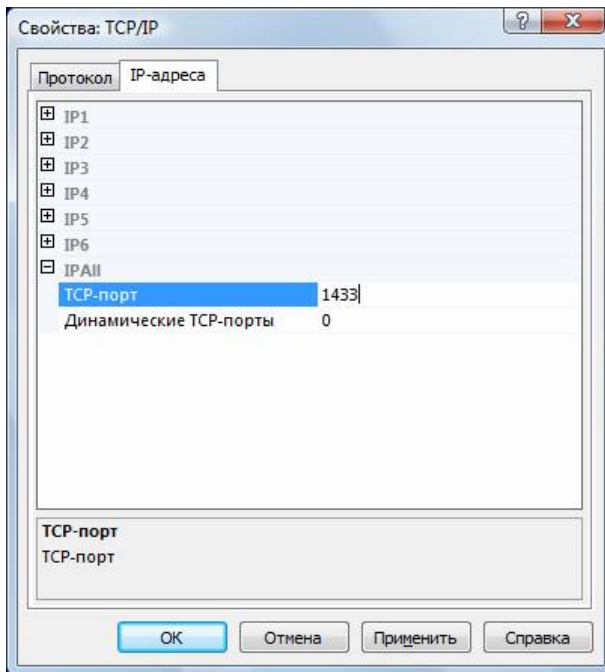 Свойства: TCP/IP
Протокол
IP-адреса
IP1
IP2
IP3
IP4
IP5
IP6
IPAll
TCP-порт 1433
Динамические TCP-порты 0
TCP-порт
TCP-порт
OK
Отмена
Применить
Справка